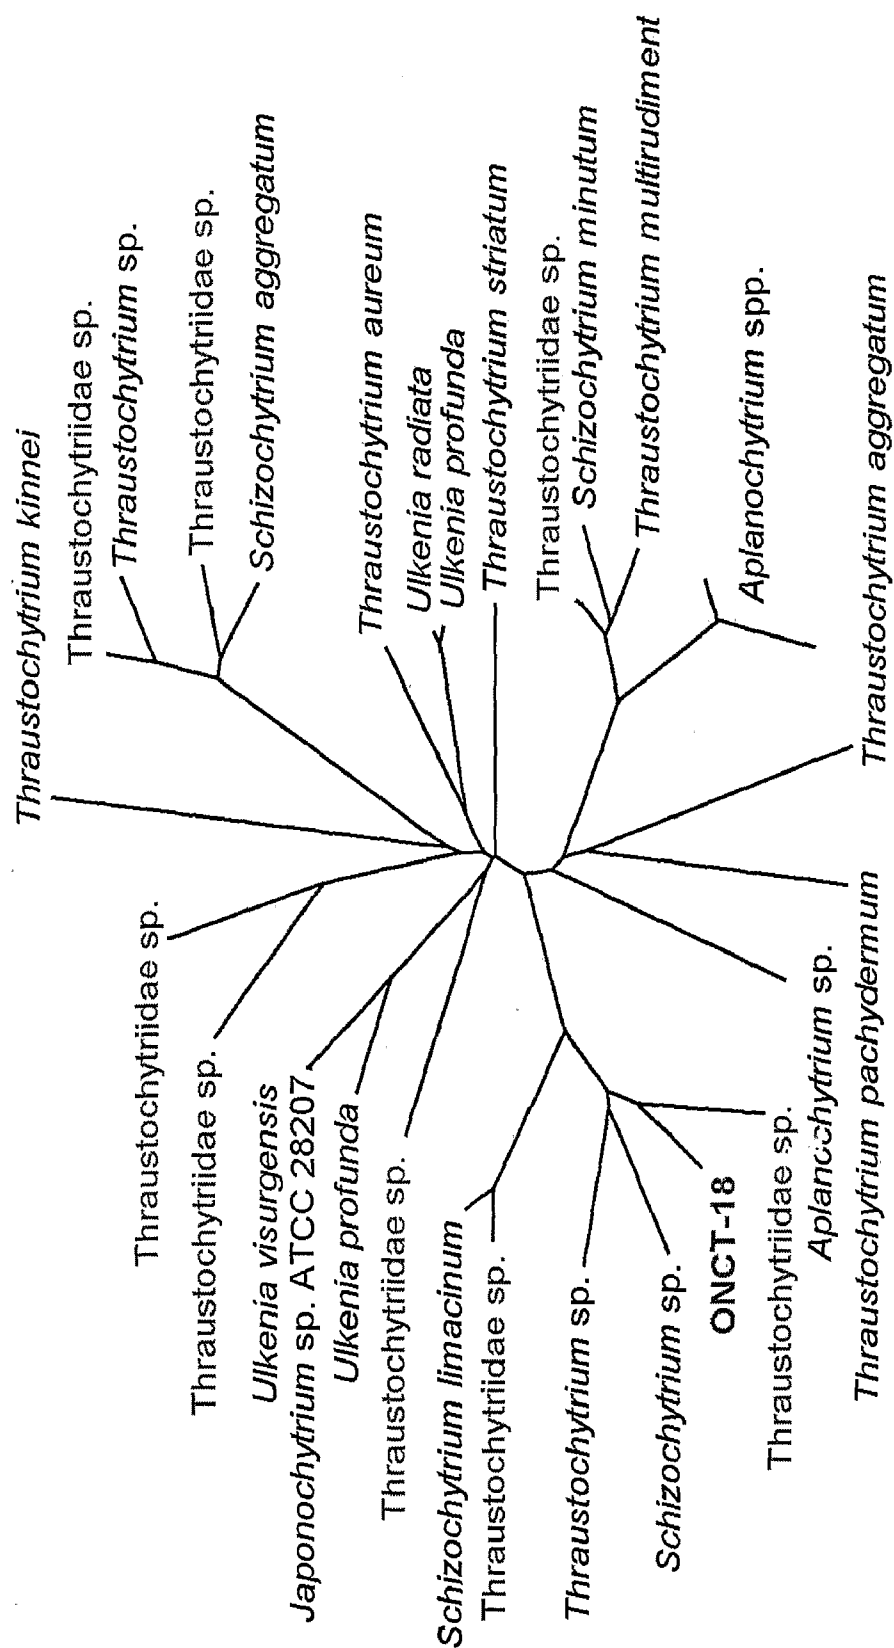 Thraustochytrium kinnei
Thraustochytriidae sp.
Thraustochytrium sp.
Thraustochytriidae sp.
Schizochytrium aggregatum
Thraustochytrium aureum
Ulkenia radiata
Ulkenia profunda
Thraustochytrium striatum
Thraustochytriidae sp.
Schizochytrium minutum
Thraustochytrium multirudiment
Aplanochytrium spp.
Thraustochytrium aggregatum
Thraustochytriidae sp.
Thraustochytriidae sp.
Ulkenia visurgensis
Japonochytrium sp. ATCC 28207
Ulkenia profunda
Thraustochytriidae sp.
Schizochytrium limacinum
Thraustochytriidae sp.
Thraustochytrium sp.
Schizochytrium sp.
ONCT-18
Thraustochytriidae sp.
Aplanochytrium sp.
Thraustochytrium pachydermum